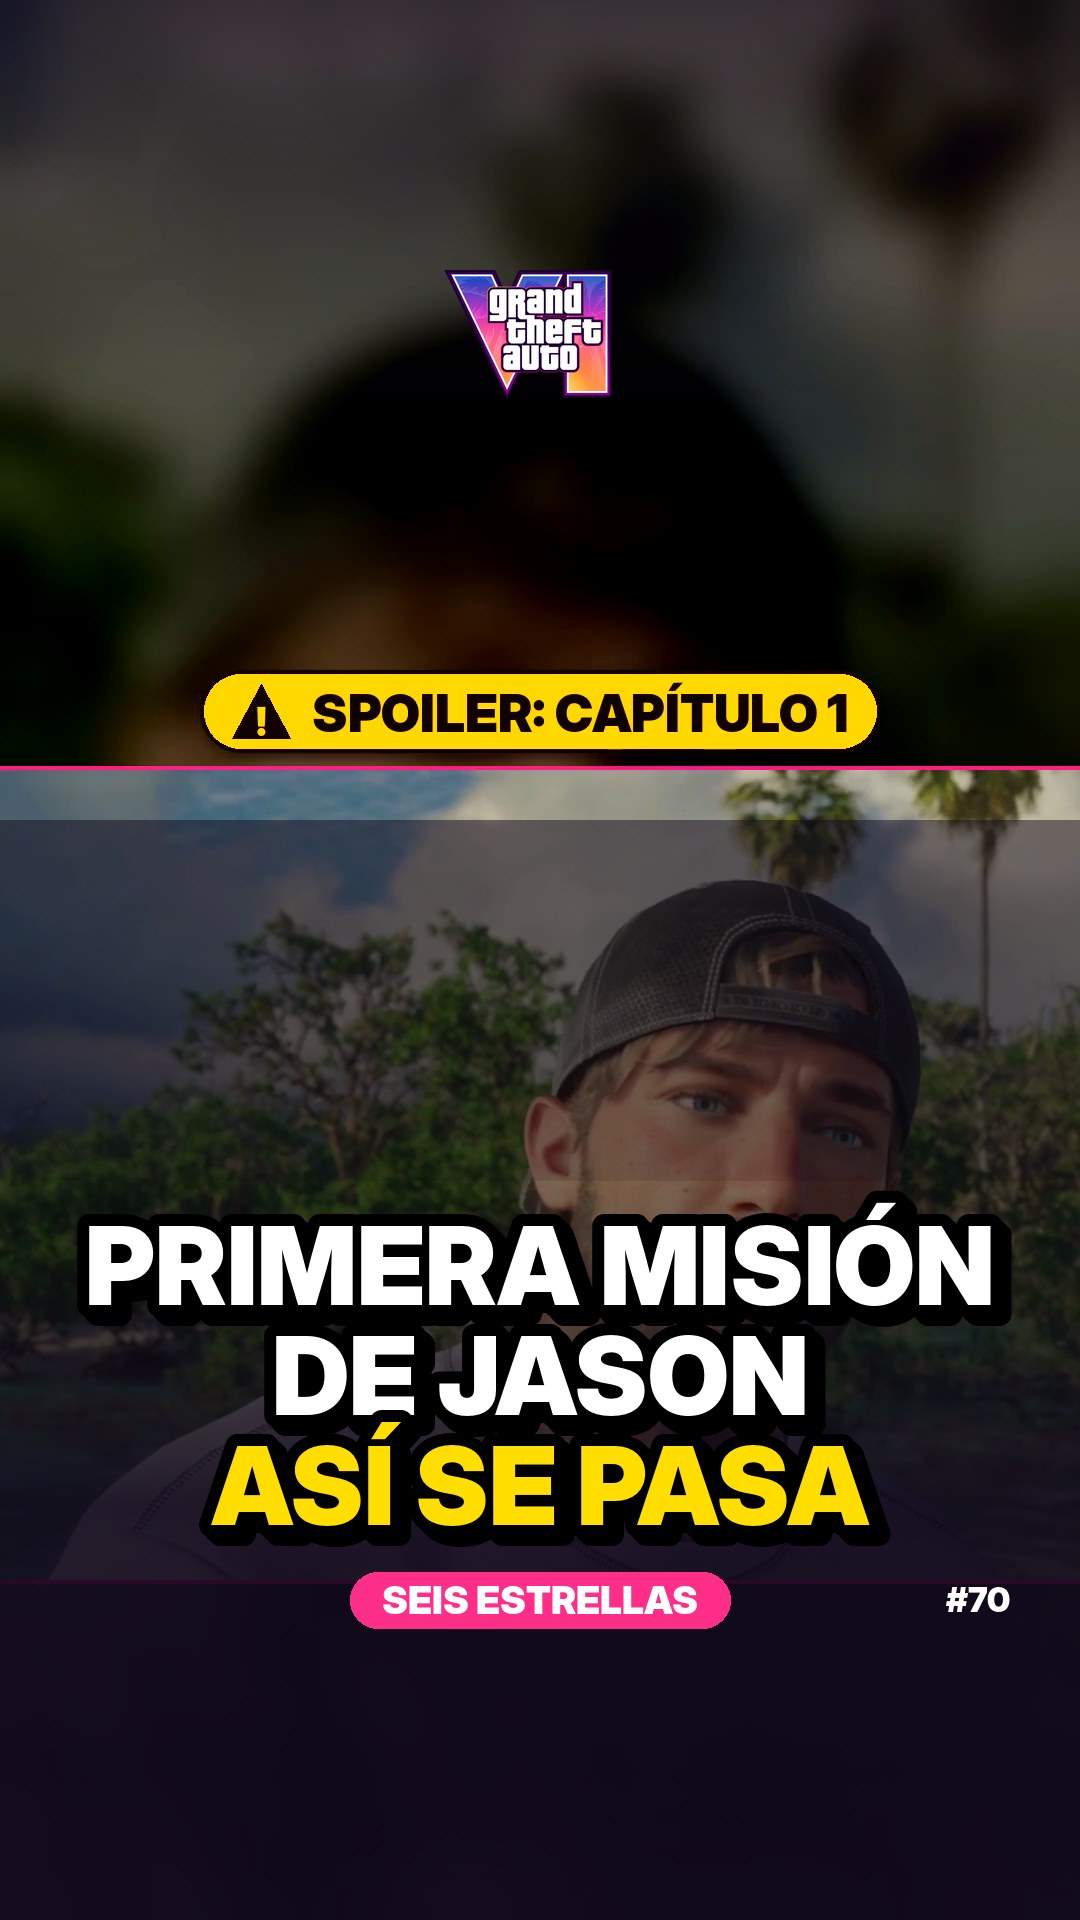 grand
theft
auto
VI
SPOILER: CAPÍTULO 1
PRIMERA MISIÓN
DE JASON
ASÍ SE PASA
SEIS ESTRELLAS
#70